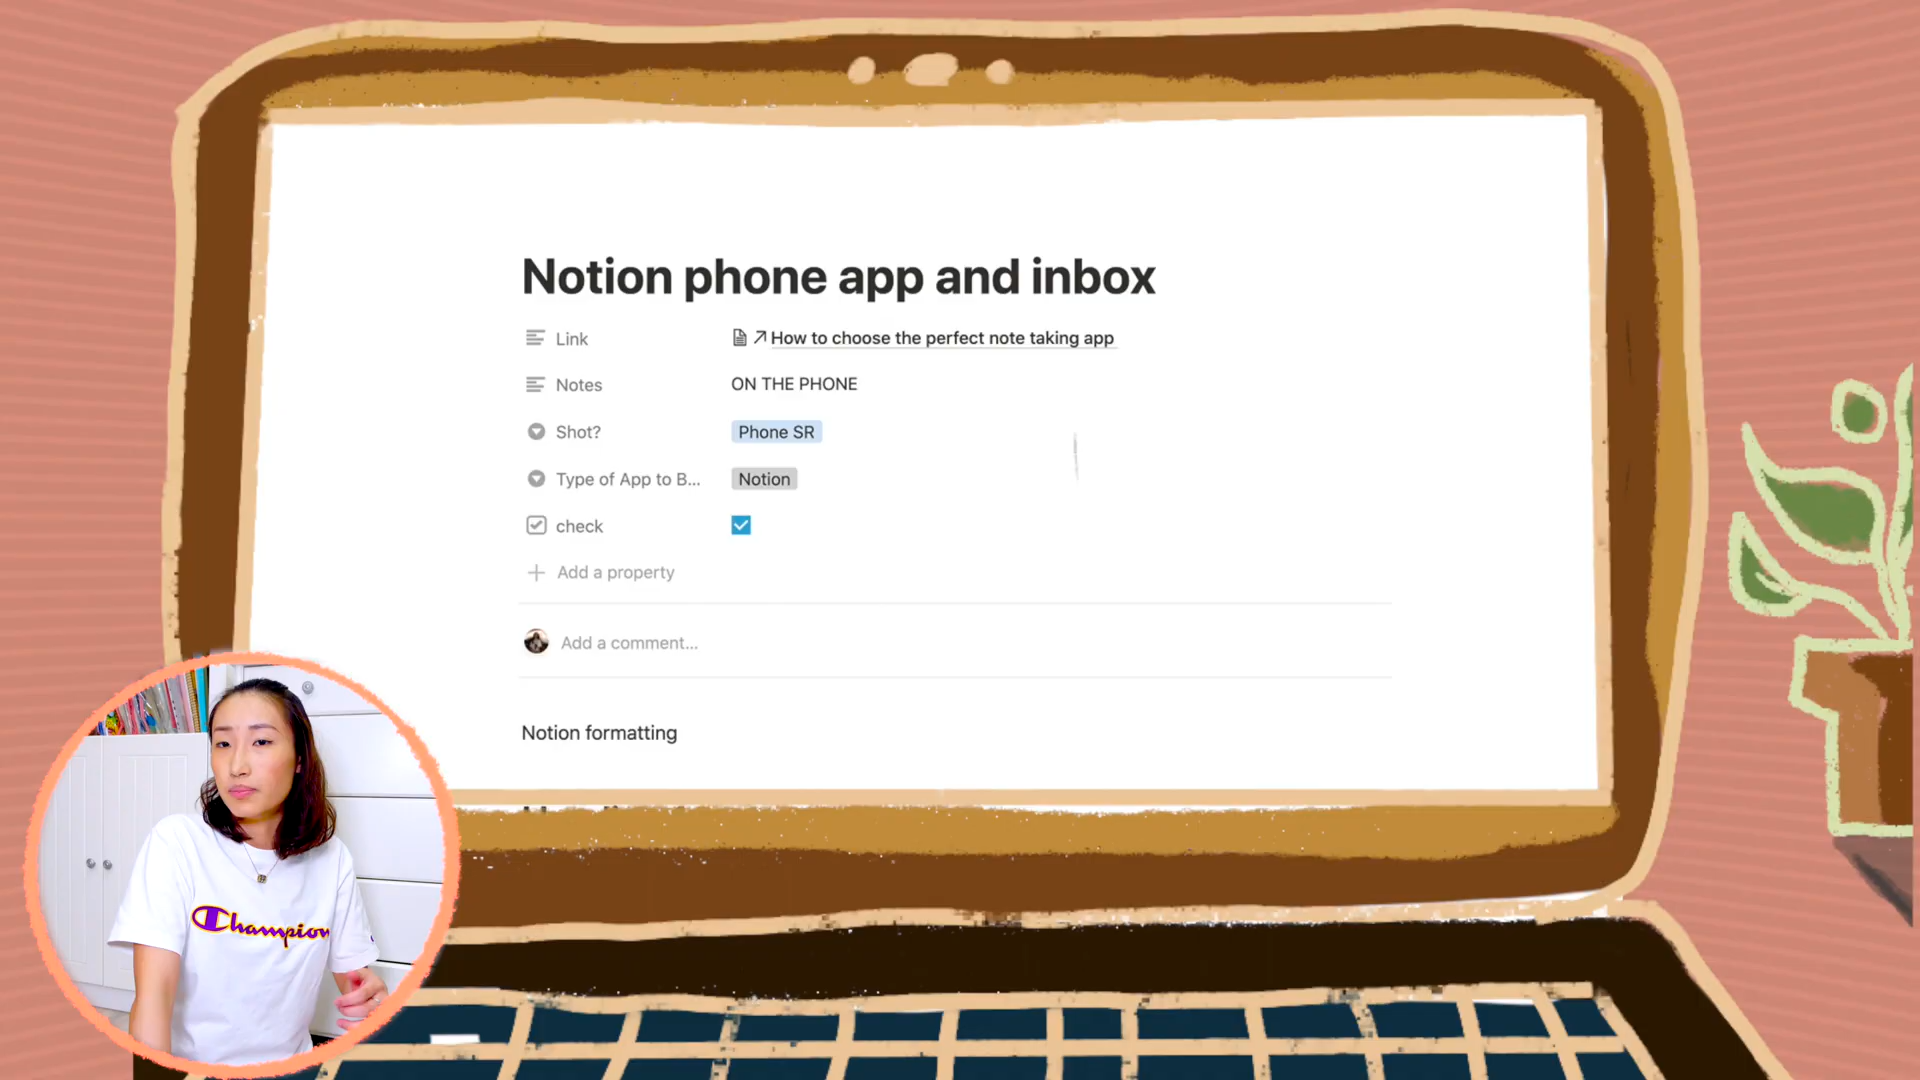 Notion phone app and inbox
Link
How to choose the perfect note taking app
Notes
ON THE PHONE
Shot?
Phone SR
Type of App to B...
Notion
check
Add a property
Add a comment...
Notion formatting
Champion